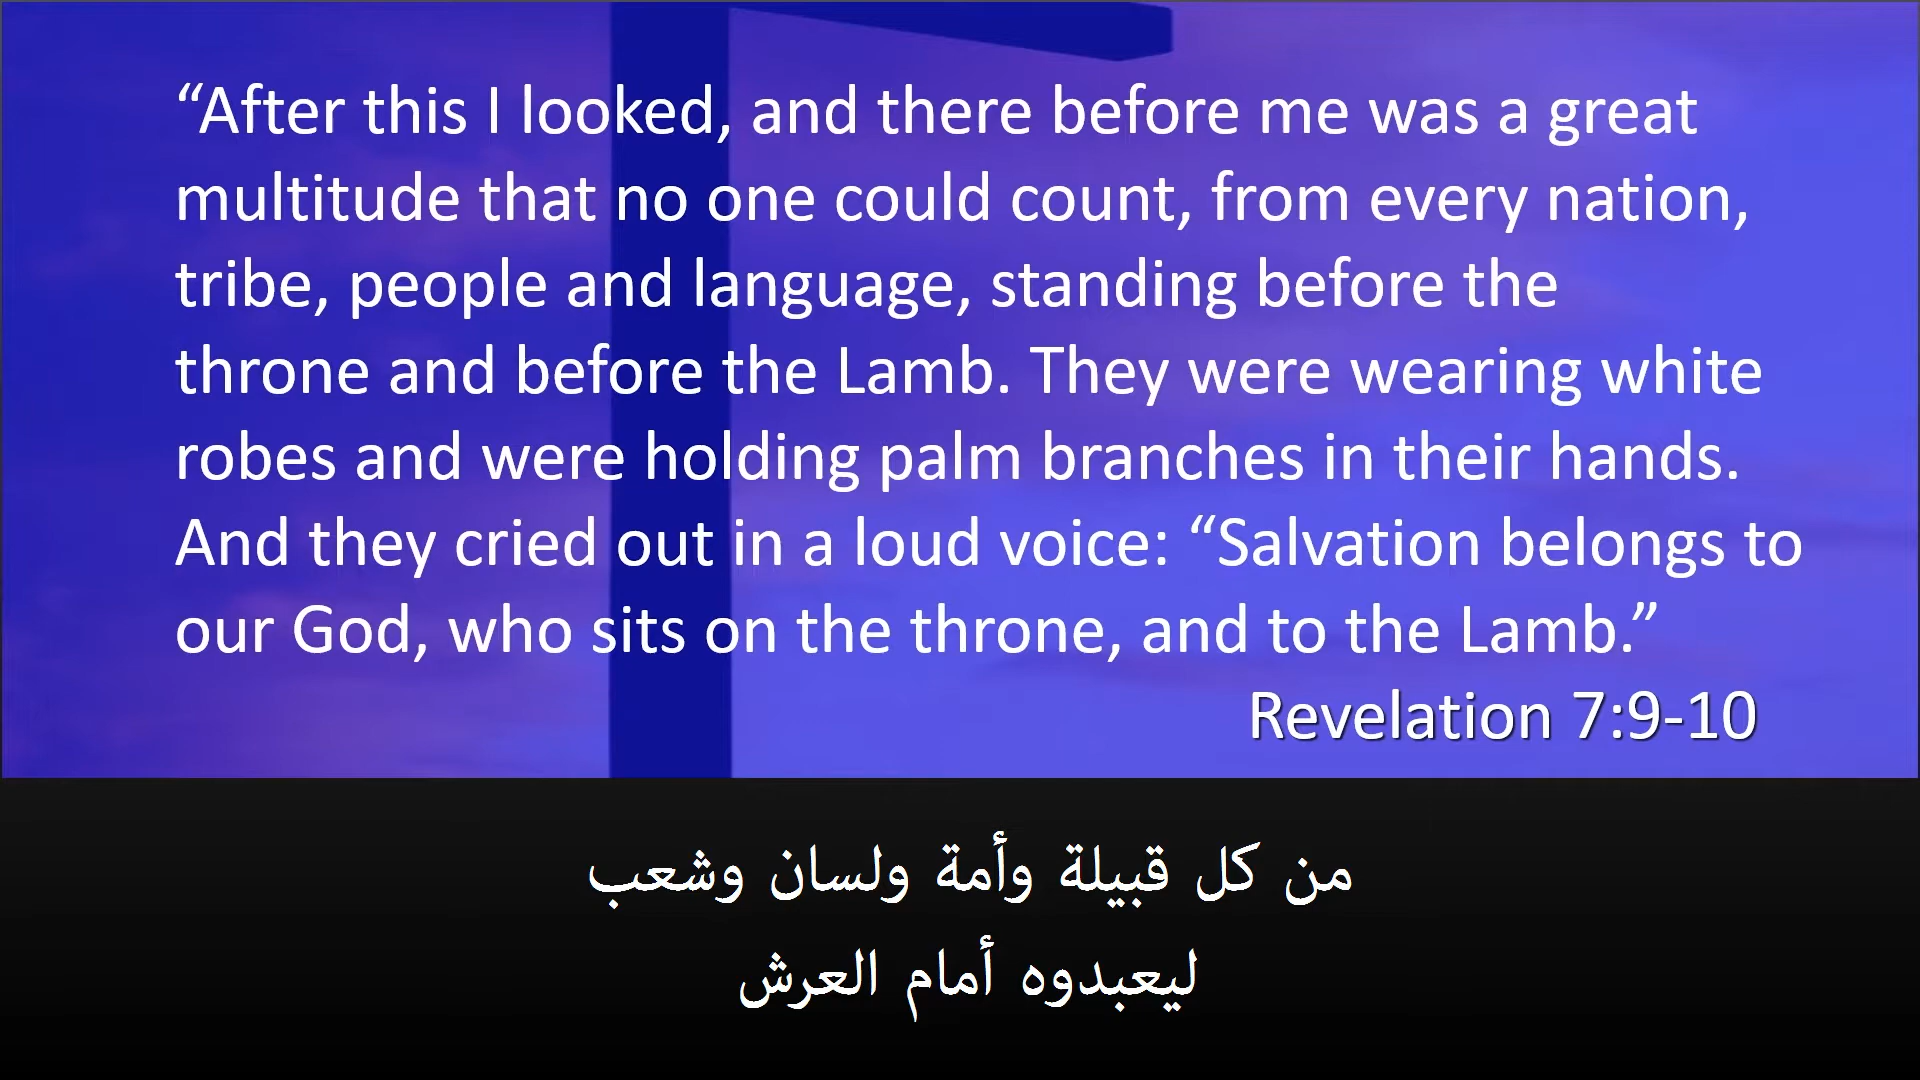 “After this I looked, and there before me was a great
multitude that no one could count, from every nation,
tribe, people and language, standing before the
throne and before the Lamb. They were wearing white
robes and were holding palm branches in their hands.
And they cried out in a loud voice: “Salvation belongs to
our God, who sits on the throne, and to the Lamb.”
Revelation 7:9-10
من كل قبيلة وأمة ولسان وشعب
ليعبدوه أمام العرش